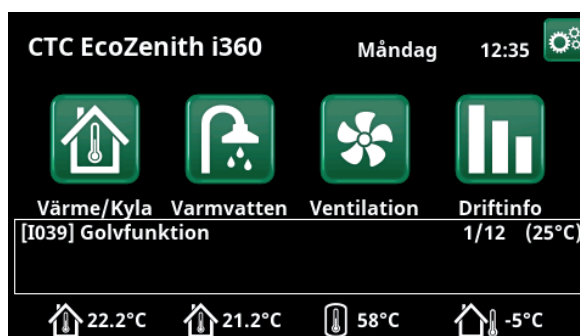 CTC EcoZenith i360 Måndag 12:35
Värme/Kyla Varmvatten Ventilation Driftinfo
[I039] Golvfunktion 1/12 (25°C)
22.2°C 21.2°C 58°C -5°C